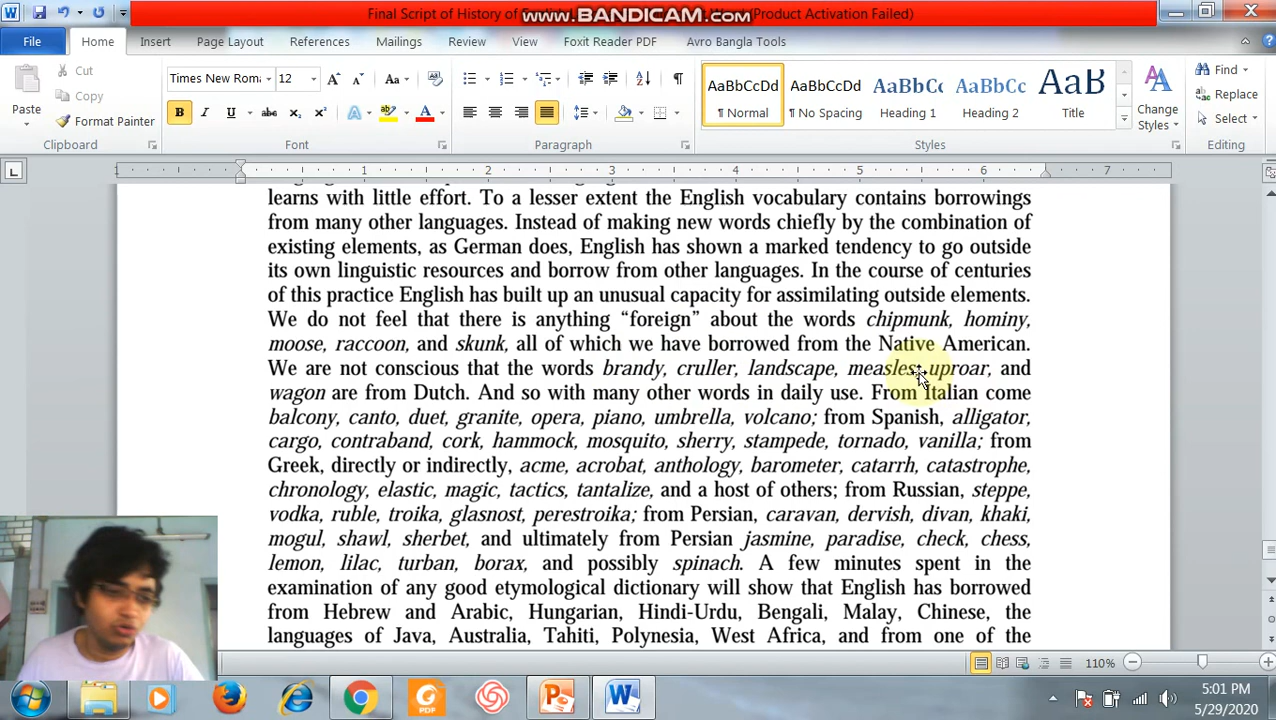 Final Script of History of English
www.BANDICAM.com
(Product Activation Failed)
File Home Insert Page Layout References Mailings Review View Foxit Reader PDF Avro Bangla Tools
Paste
Cut
Copy
Format Painter
Clipboard
Times New Roma 12
Font
Paragraph
AaBbCcDd AaBbCcDd AaBbCc AaBbCc AaB
¶ Normal ¶ No Spacing Heading 1 Heading 2 Title
Change Styles
Styles
Find
Replace
Select
Editing
1 1 2 3 4 5 6 7
learns with little effort. To a lesser extent the English vocabulary contains borrowings
from many other languages. Instead of making new words chiefly by the combination of
existing elements, as German does, English has shown a marked tendency to go outside
its own linguistic resources and borrow from other languages. In the course of centuries
of this practice English has built up an unusual capacity for assimilating outside elements.
We do not feel that there is anything “foreign” about the words chipmunk, hominy,
moose, raccoon, and skunk, all of which we have borrowed from the Native American.
We are not conscious that the words brandy, cruller, landscape, measles, uproar, and
wagon are from Dutch. And so with many other words in daily use. From Italian come
balcony, canto, duet, granite, opera, piano, umbrella, volcano; from Spanish, alligator,
cargo, contraband, cork, hammock, mosquito, sherry, stampede, tornado, vanilla; from
Greek, directly or indirectly, acme, acrobat, anthology, barometer, catarrh, catastrophe,
chronology, elastic, magic, tactics, tantalize, and a host of others; from Russian, steppe,
vodka, ruble, troika, glasnost, perestroika; from Persian, caravan, dervish, divan, khaki,
mogul, shawl, sherbet, and ultimately from Persian jasmine, paradise, check, chess,
lemon, lilac, turban, borax, and possibly spinach. A few minutes spent in the
examination of any good etymological dictionary will show that English has borrowed
from Hebrew and Arabic, Hungarian, Hindi-Urdu, Bengali, Malay, Chinese, the
languages of Java, Australia, Tahiti, Polynesia, West Africa, and from one of the
110%
5:01 PM
5/29/2020